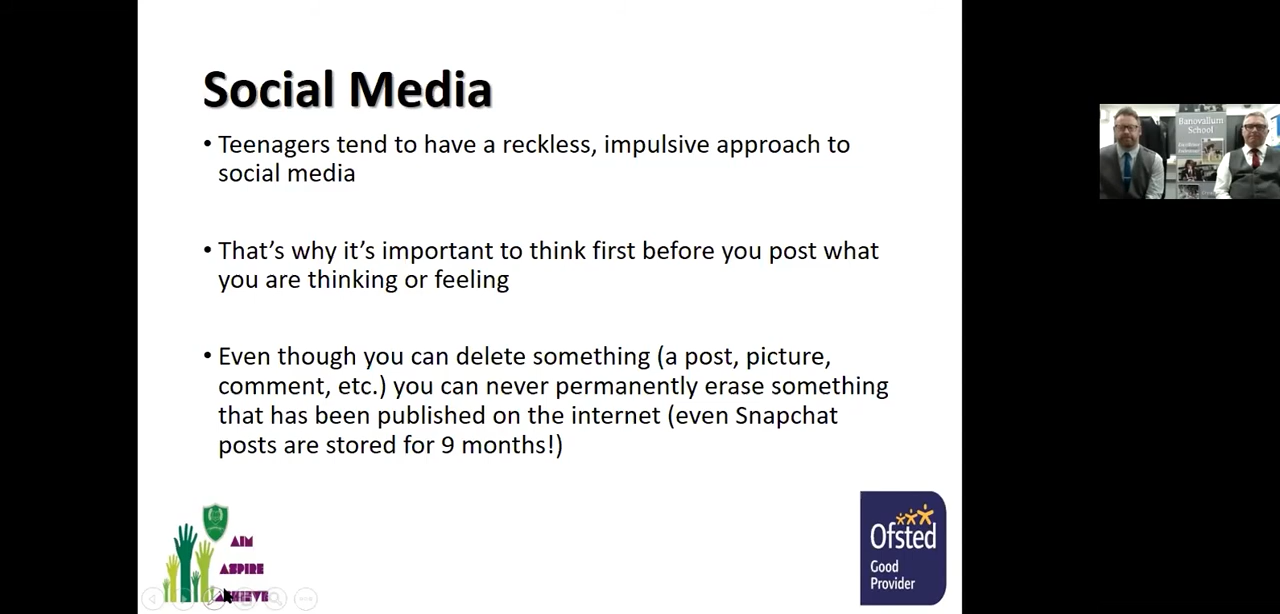 Social Media
• Teenagers tend to have a reckless, impulsive approach to
social media
• That's why it's important to think first before you post what
you are thinking or feeling
• Even though you can delete something (a post, picture,
comment, etc.) you can never permanently erase something
that has been published on the internet (even Snapchat
posts are stored for 9 months!)
AIM
ASPIRE
ACHIEVE
Ofsted
Good
Provider
Banovallum
School